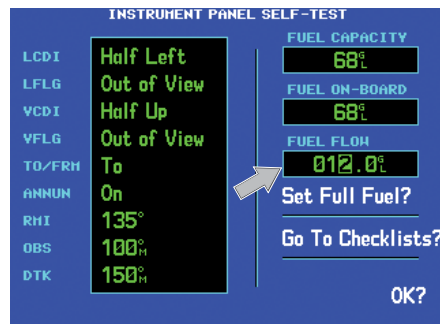 INSTRUMENT PANEL SELF-TEST
LCDI Half Left
LFLG Out of View
VCDI Half Up
VFLG Out of View
TO/FRM To
ANNUN On
RMI 135°
OBS 100°M
DTK 150°M
FUEL CAPACITY
68GL
FUEL ON-BOARD
68GL
FUEL FLOW
012.0GL
Set Full Fuel?
Go To Checklists?
OK?